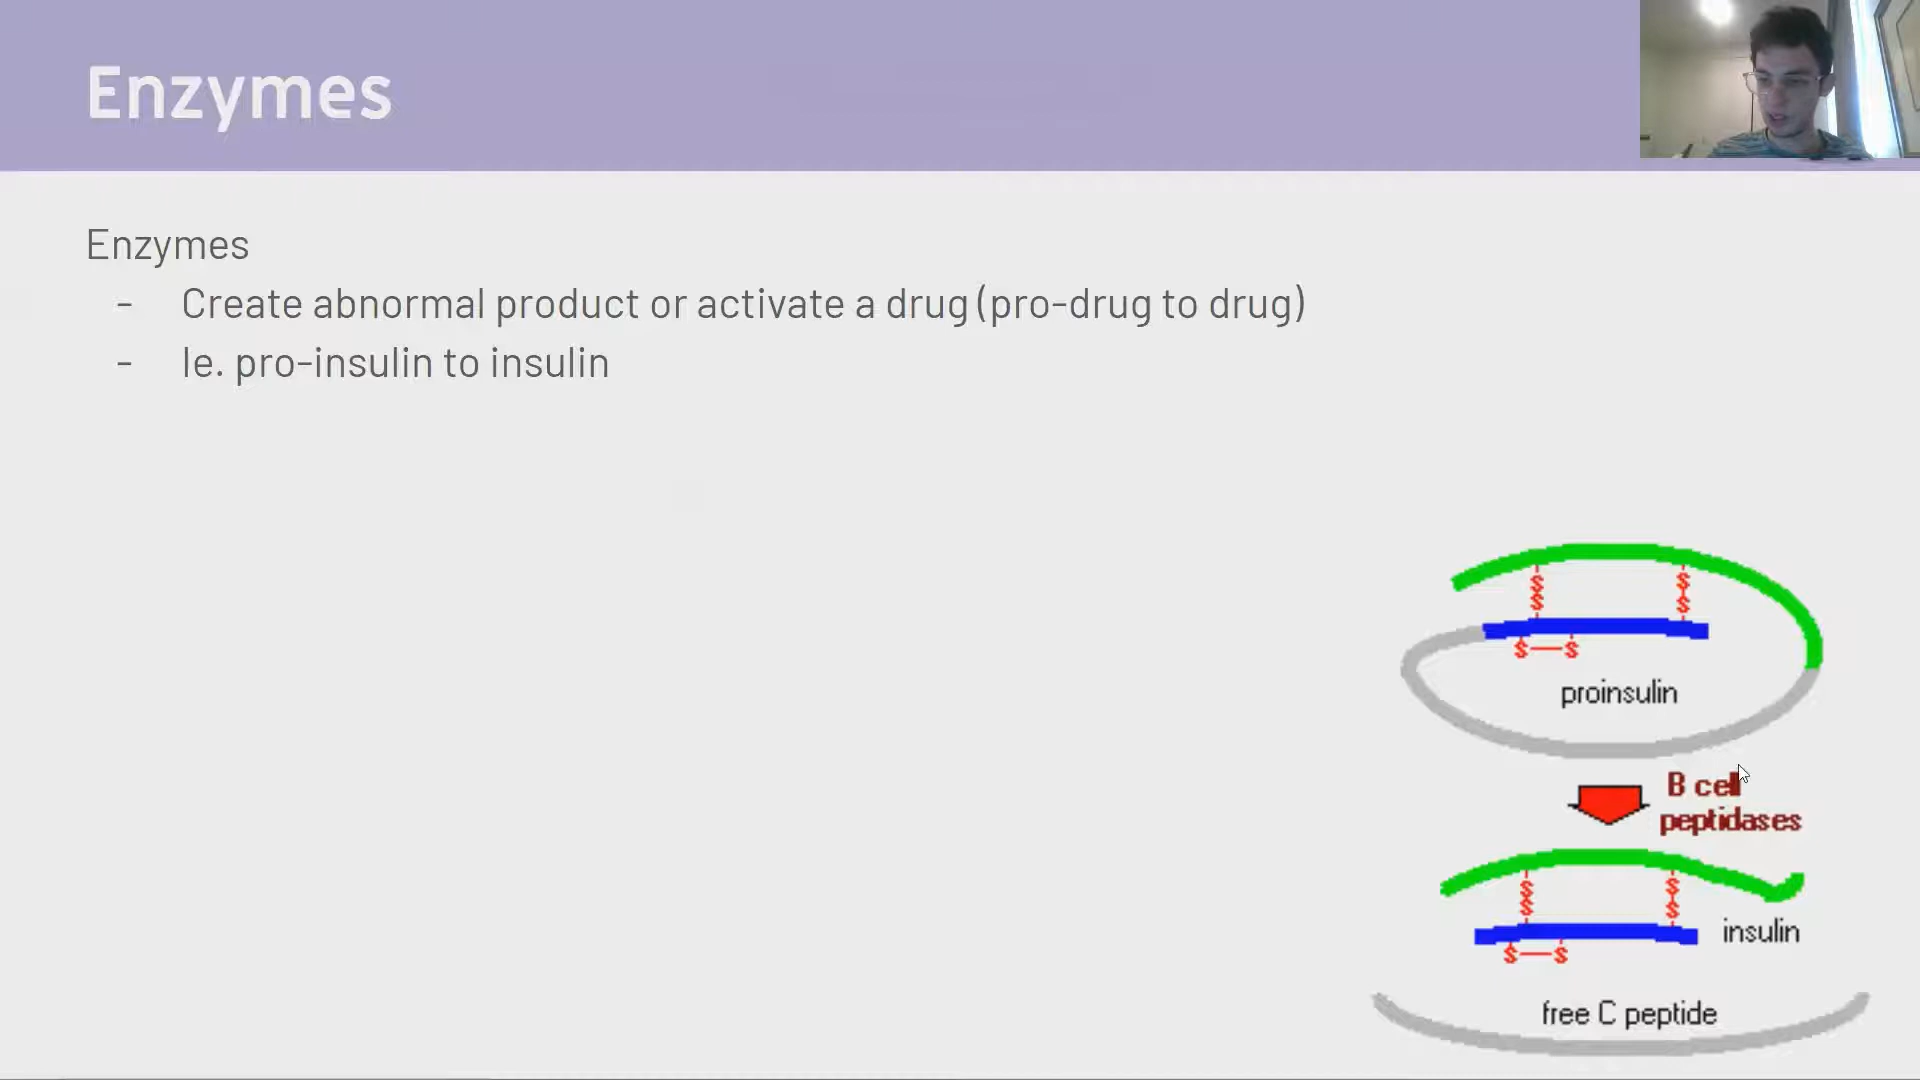 Enzymes
Enzymes
- Create abnormal product or activate a drug (pro-drug to drug)
- Ie. pro-insulin to insulin
S S
S S
S S
proinsulin
B cell
peptidases
S S
S S
insulin
S S
free C peptide